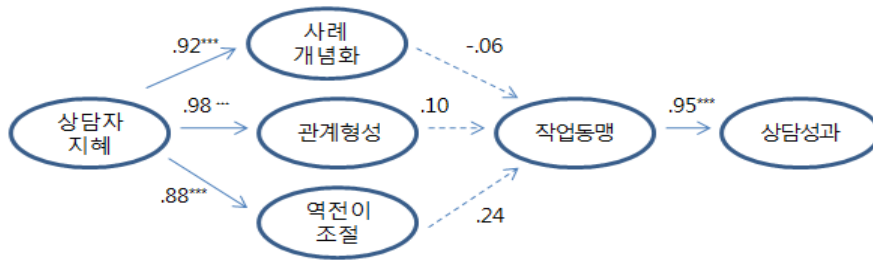 사례
개념화
.92***
-.06
상담자
지혜
.98 ***
관계형성
.10
작업동맹
.95***
상담성과
.88***
역전이
조절
.24